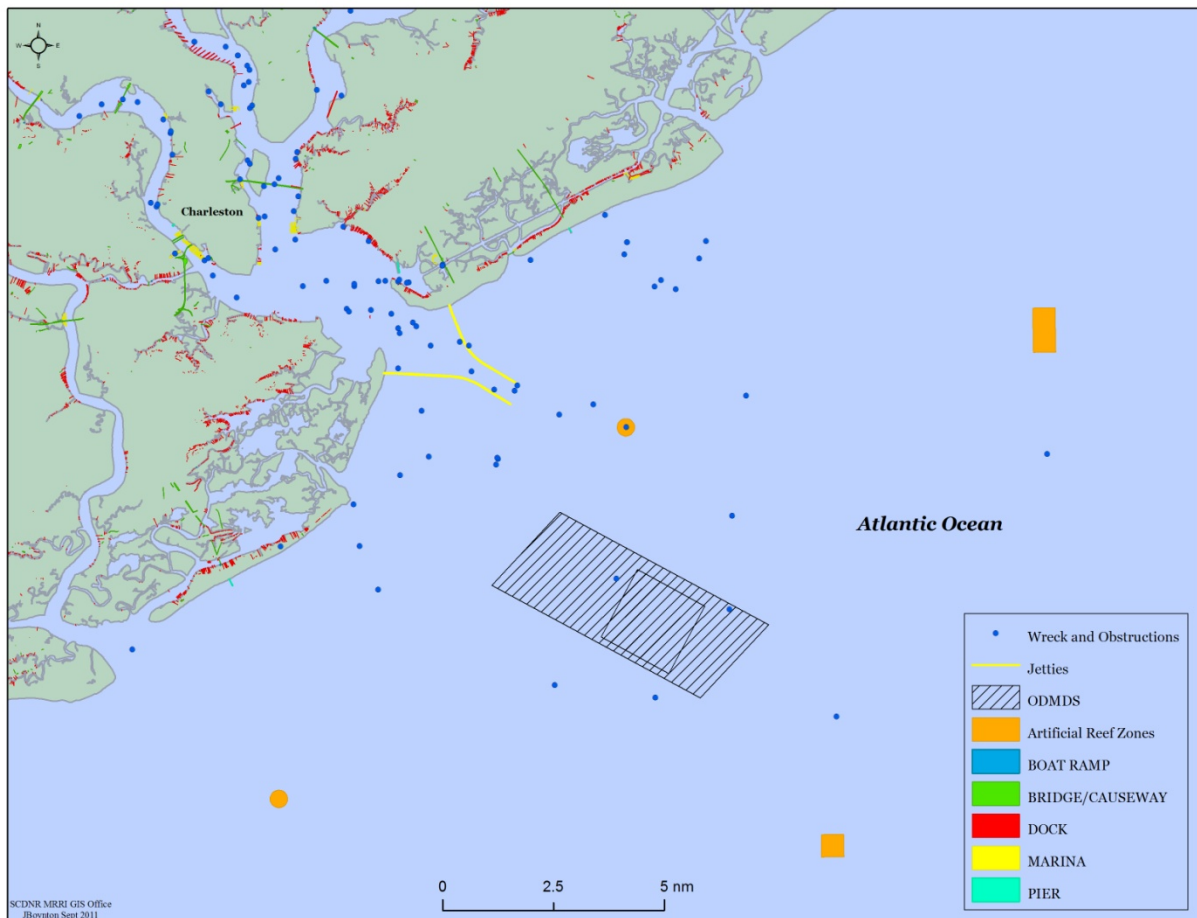 N
W E
S
Charleston
Atlantic Ocean
Wreck and Obstructions
Jetties
ODMDS
Artificial Reef Zones
BOAT RAMP
BRIDGE/CAUSEWAY
DOCK
MARINA
PIER
0 2.5 5 nm
SCDNR MRRI GIS Office
JBoynton Sept 2011